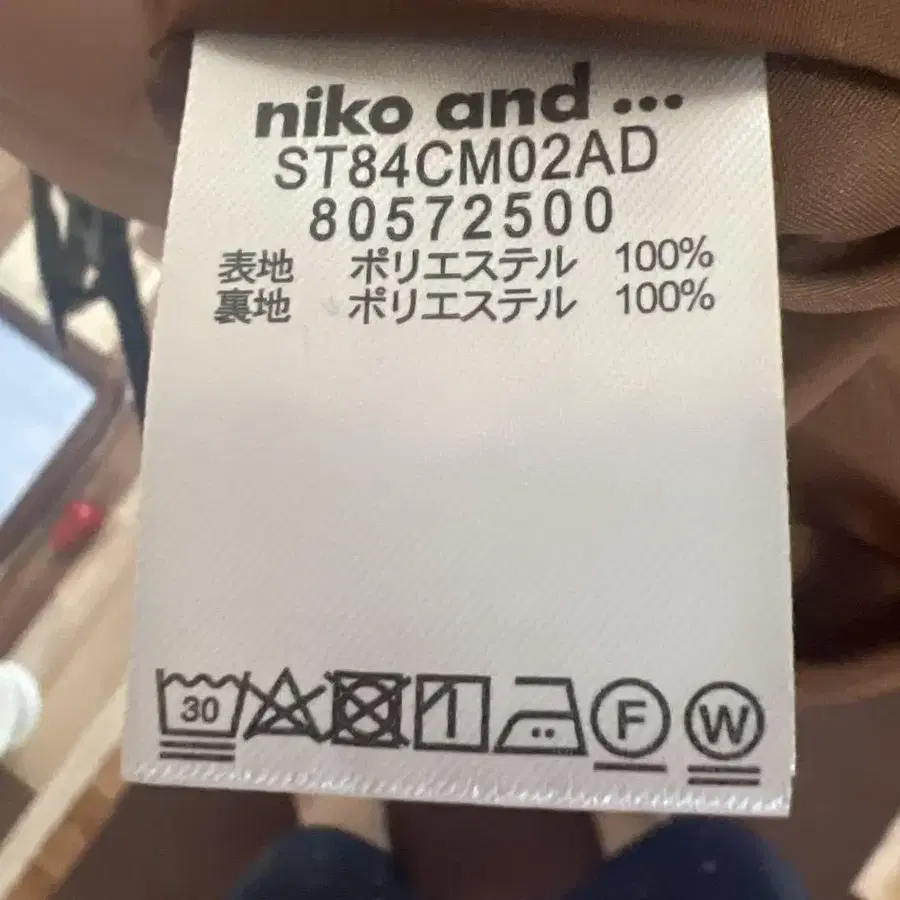 niko and ...
ST84CM02AD
80572500
表地 ポリエステル 100%
裏地 ポリエステル 100%
30 F W